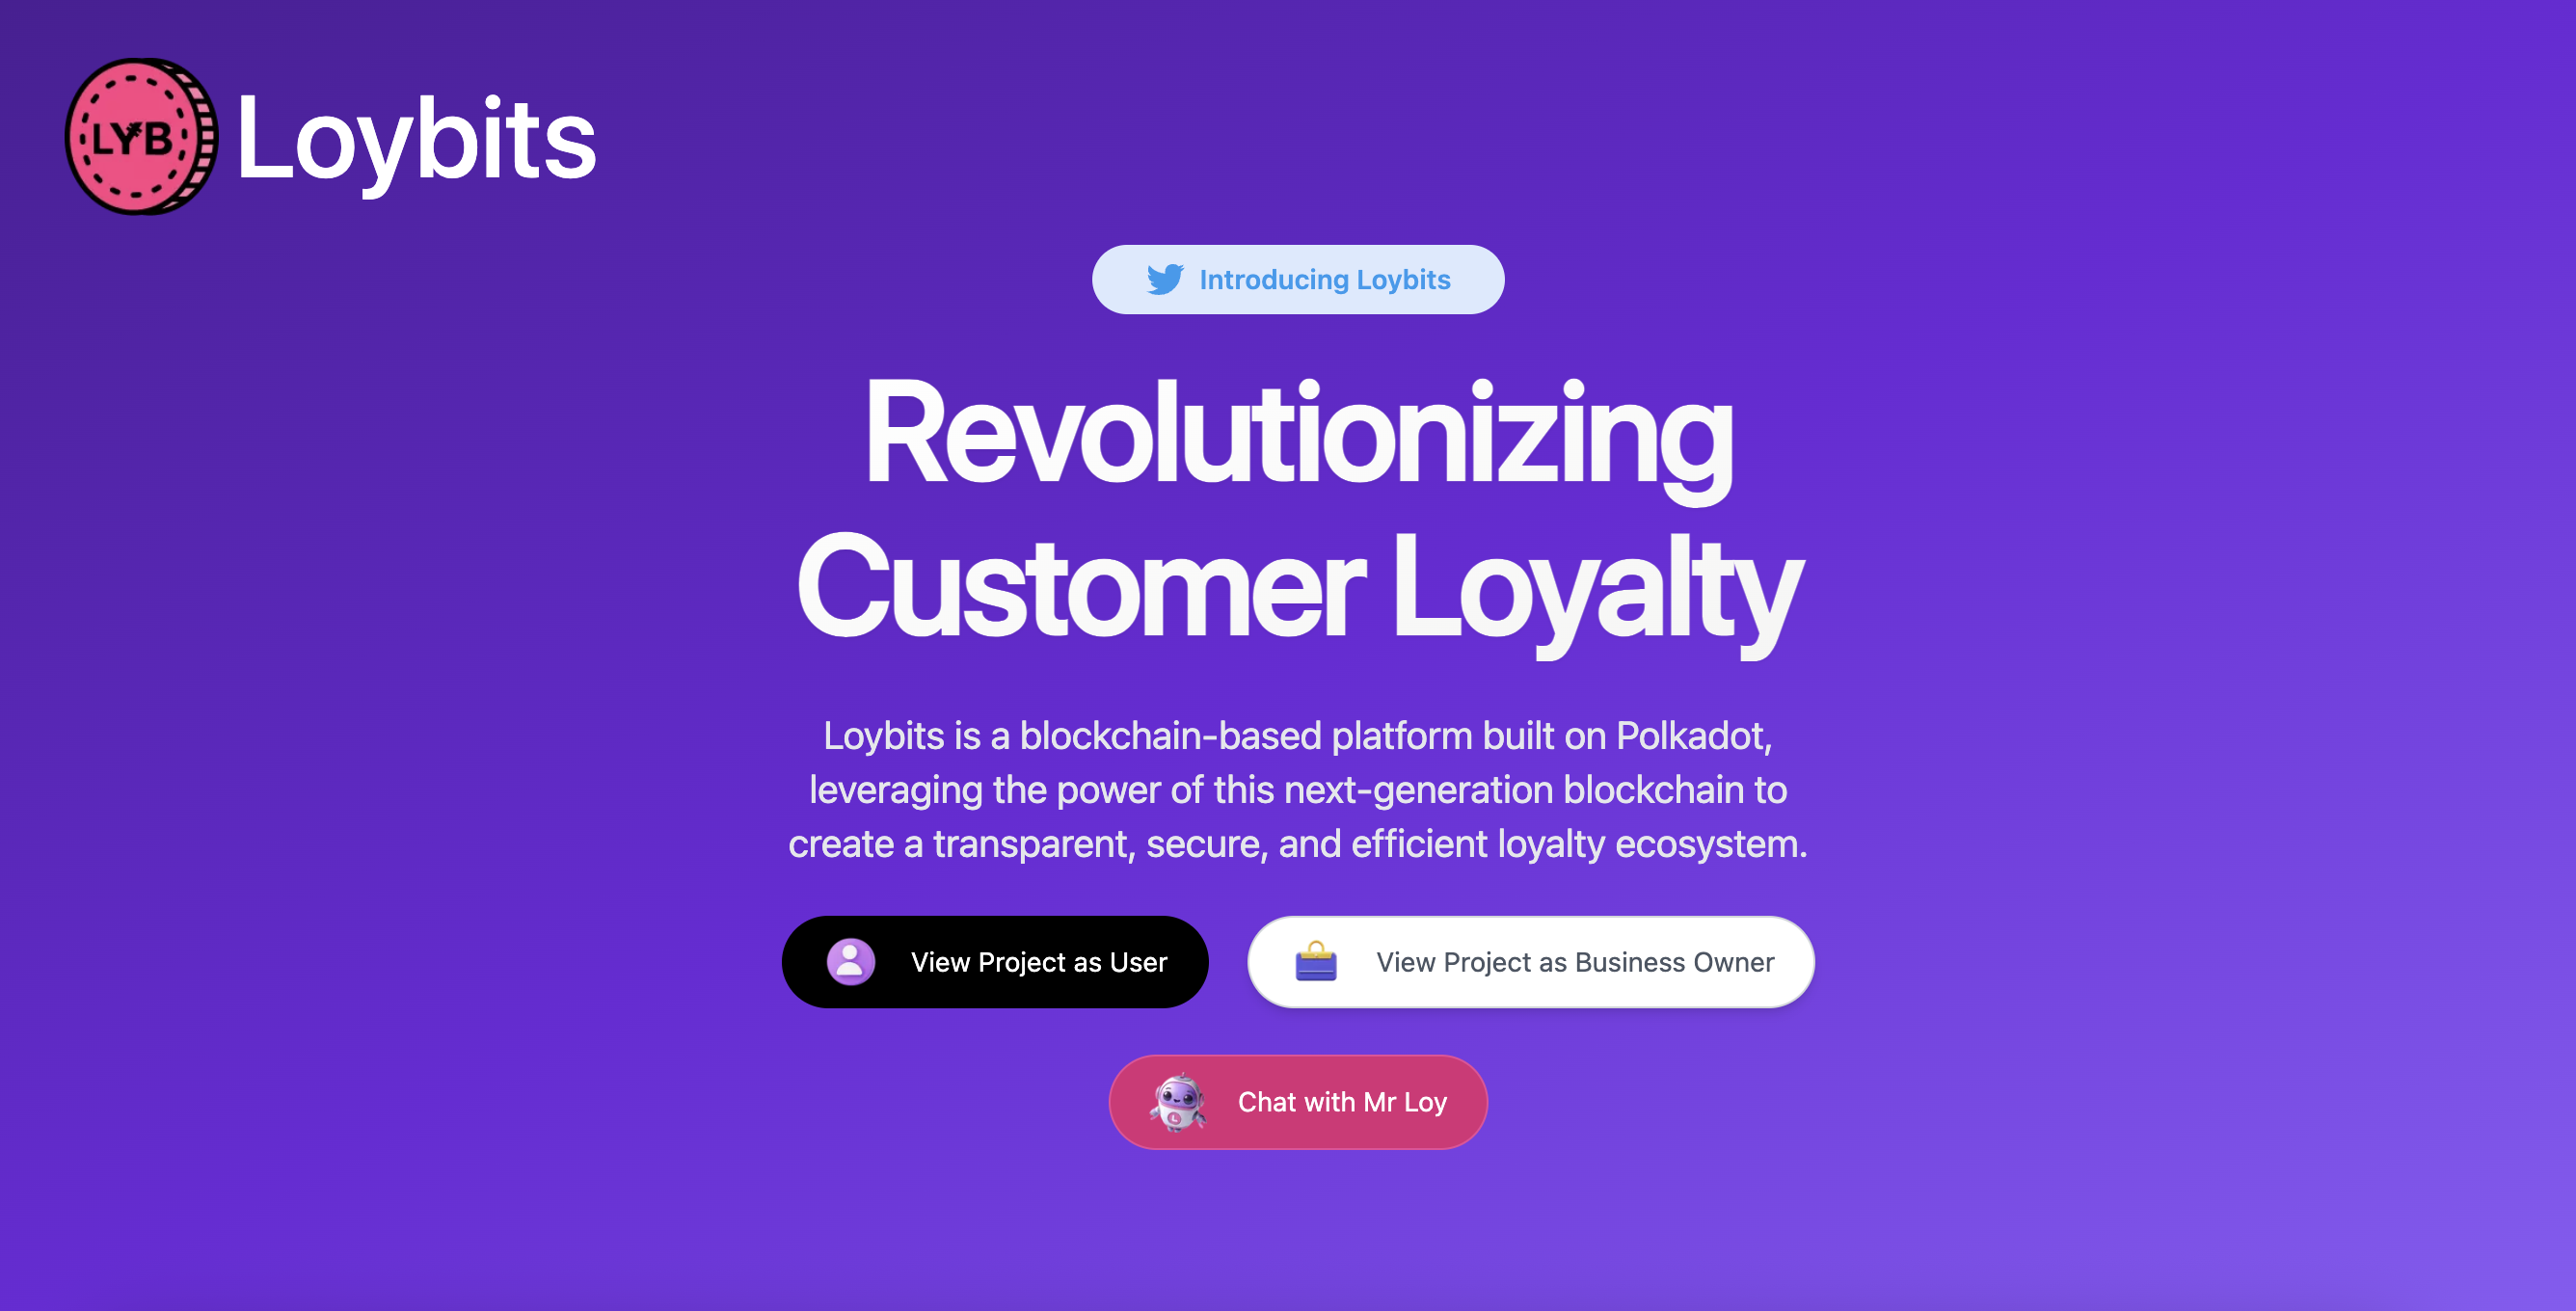 LYB
Loybits
Introducing Loybits
Revolutionizing
Customer Loyalty
Loybits is a blockchain-based platform built on Polkadot,
leveraging the power of this next-generation blockchain to
create a transparent, secure, and efficient loyalty ecosystem.
View Project as User
View Project as Business Owner
L
Chat with Mr Loy